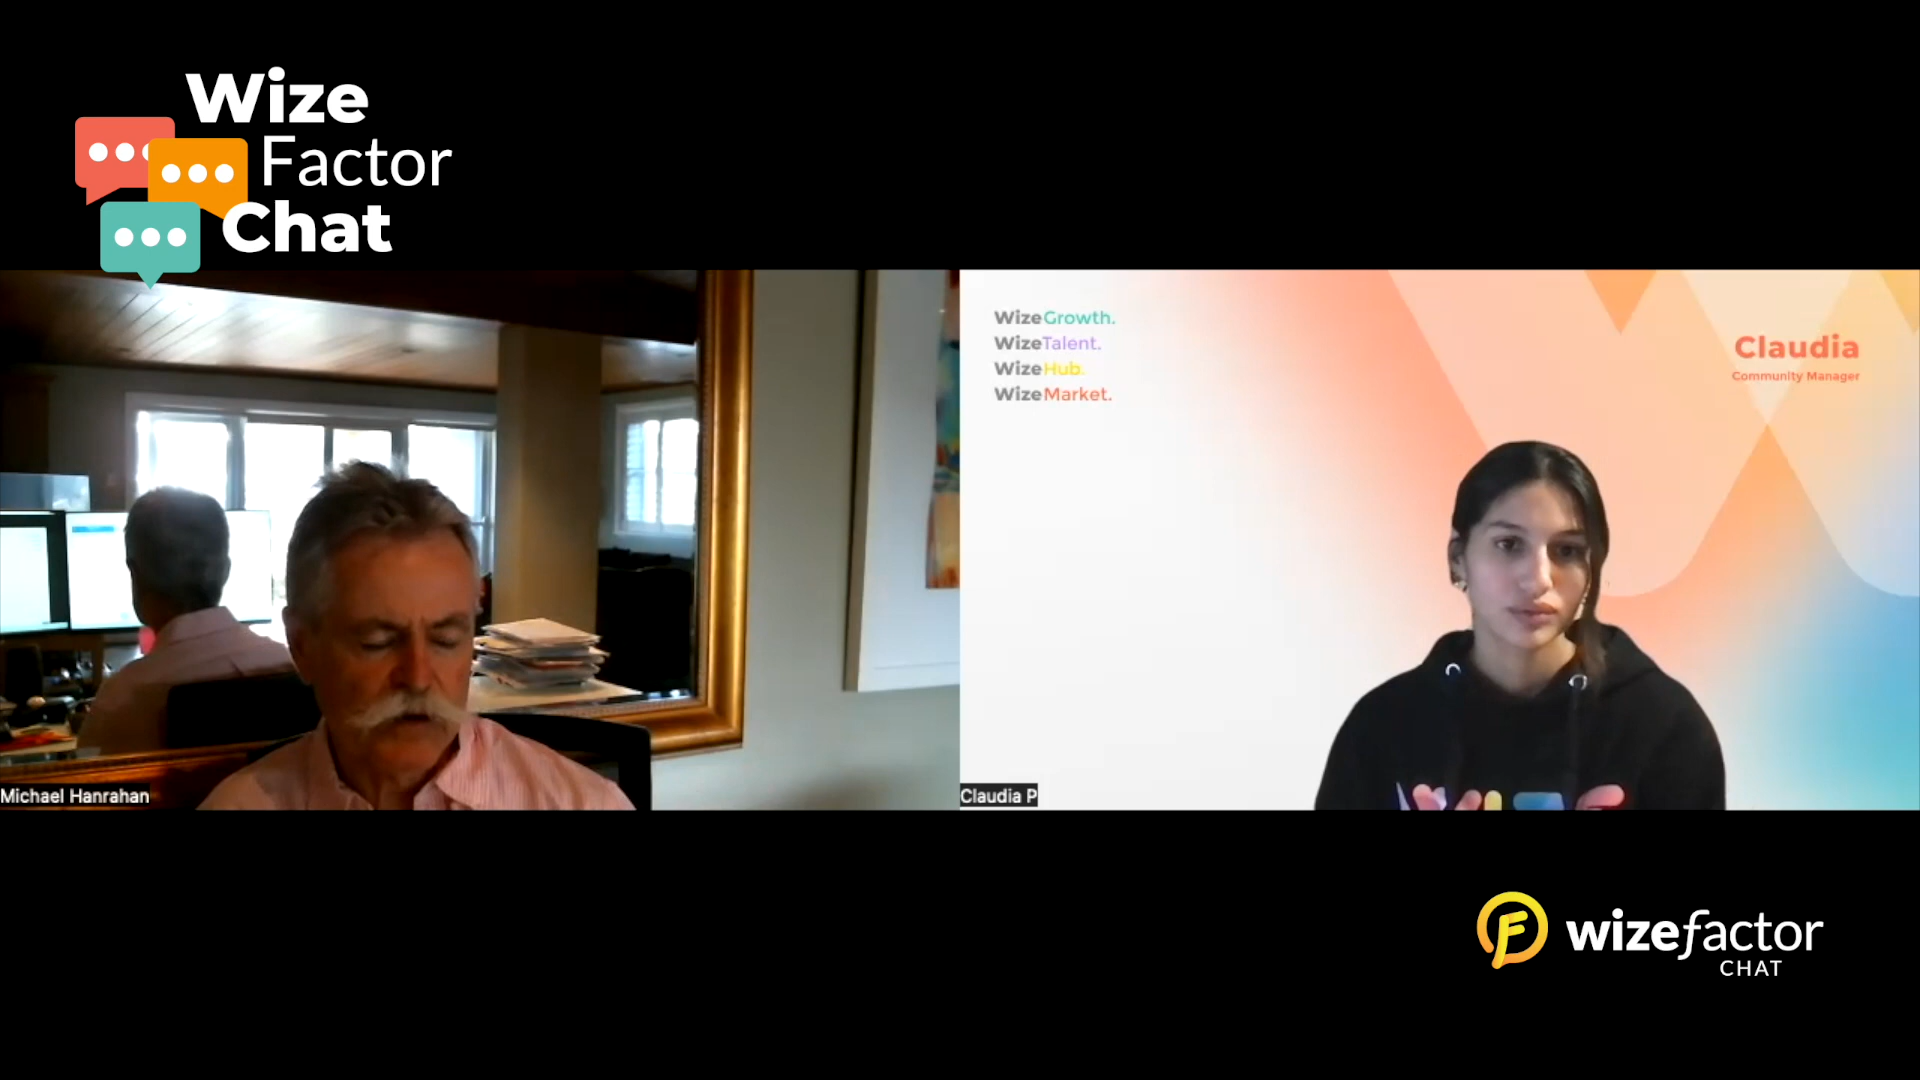 Wize
Factor
Chat
WizeGrowth.
WizeTalent.
WizeHub.
WizeMarket.
Claudia
Community Manager
Michael Hanrahan
Claudia P
wizefactor
CHAT